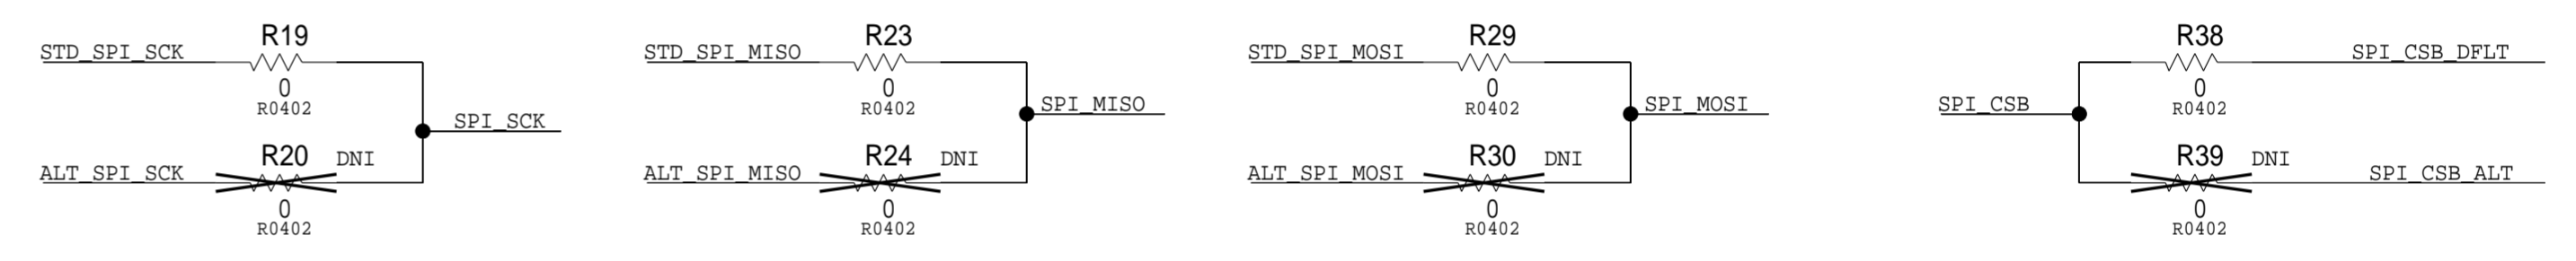 R19
STD_SPI_SCK
0
R0402
SPI_SCK
R20 DNI
ALT_SPI_SCK
0
R0402
R23
STD_SPI_MISO
0
R0402
SPI_MISO
R24 DNI
ALT_SPI_MISO
0
R0402
R29
STD_SPI_MOSI
0
R0402
SPI_MOSI
R30 DNI
ALT_SPI_MOSI
0
R0402
R38
SPI_CSB_DFLT
0
R0402
SPI_CSB
R39 DNI
SPI_CSB_ALT
0
R0402